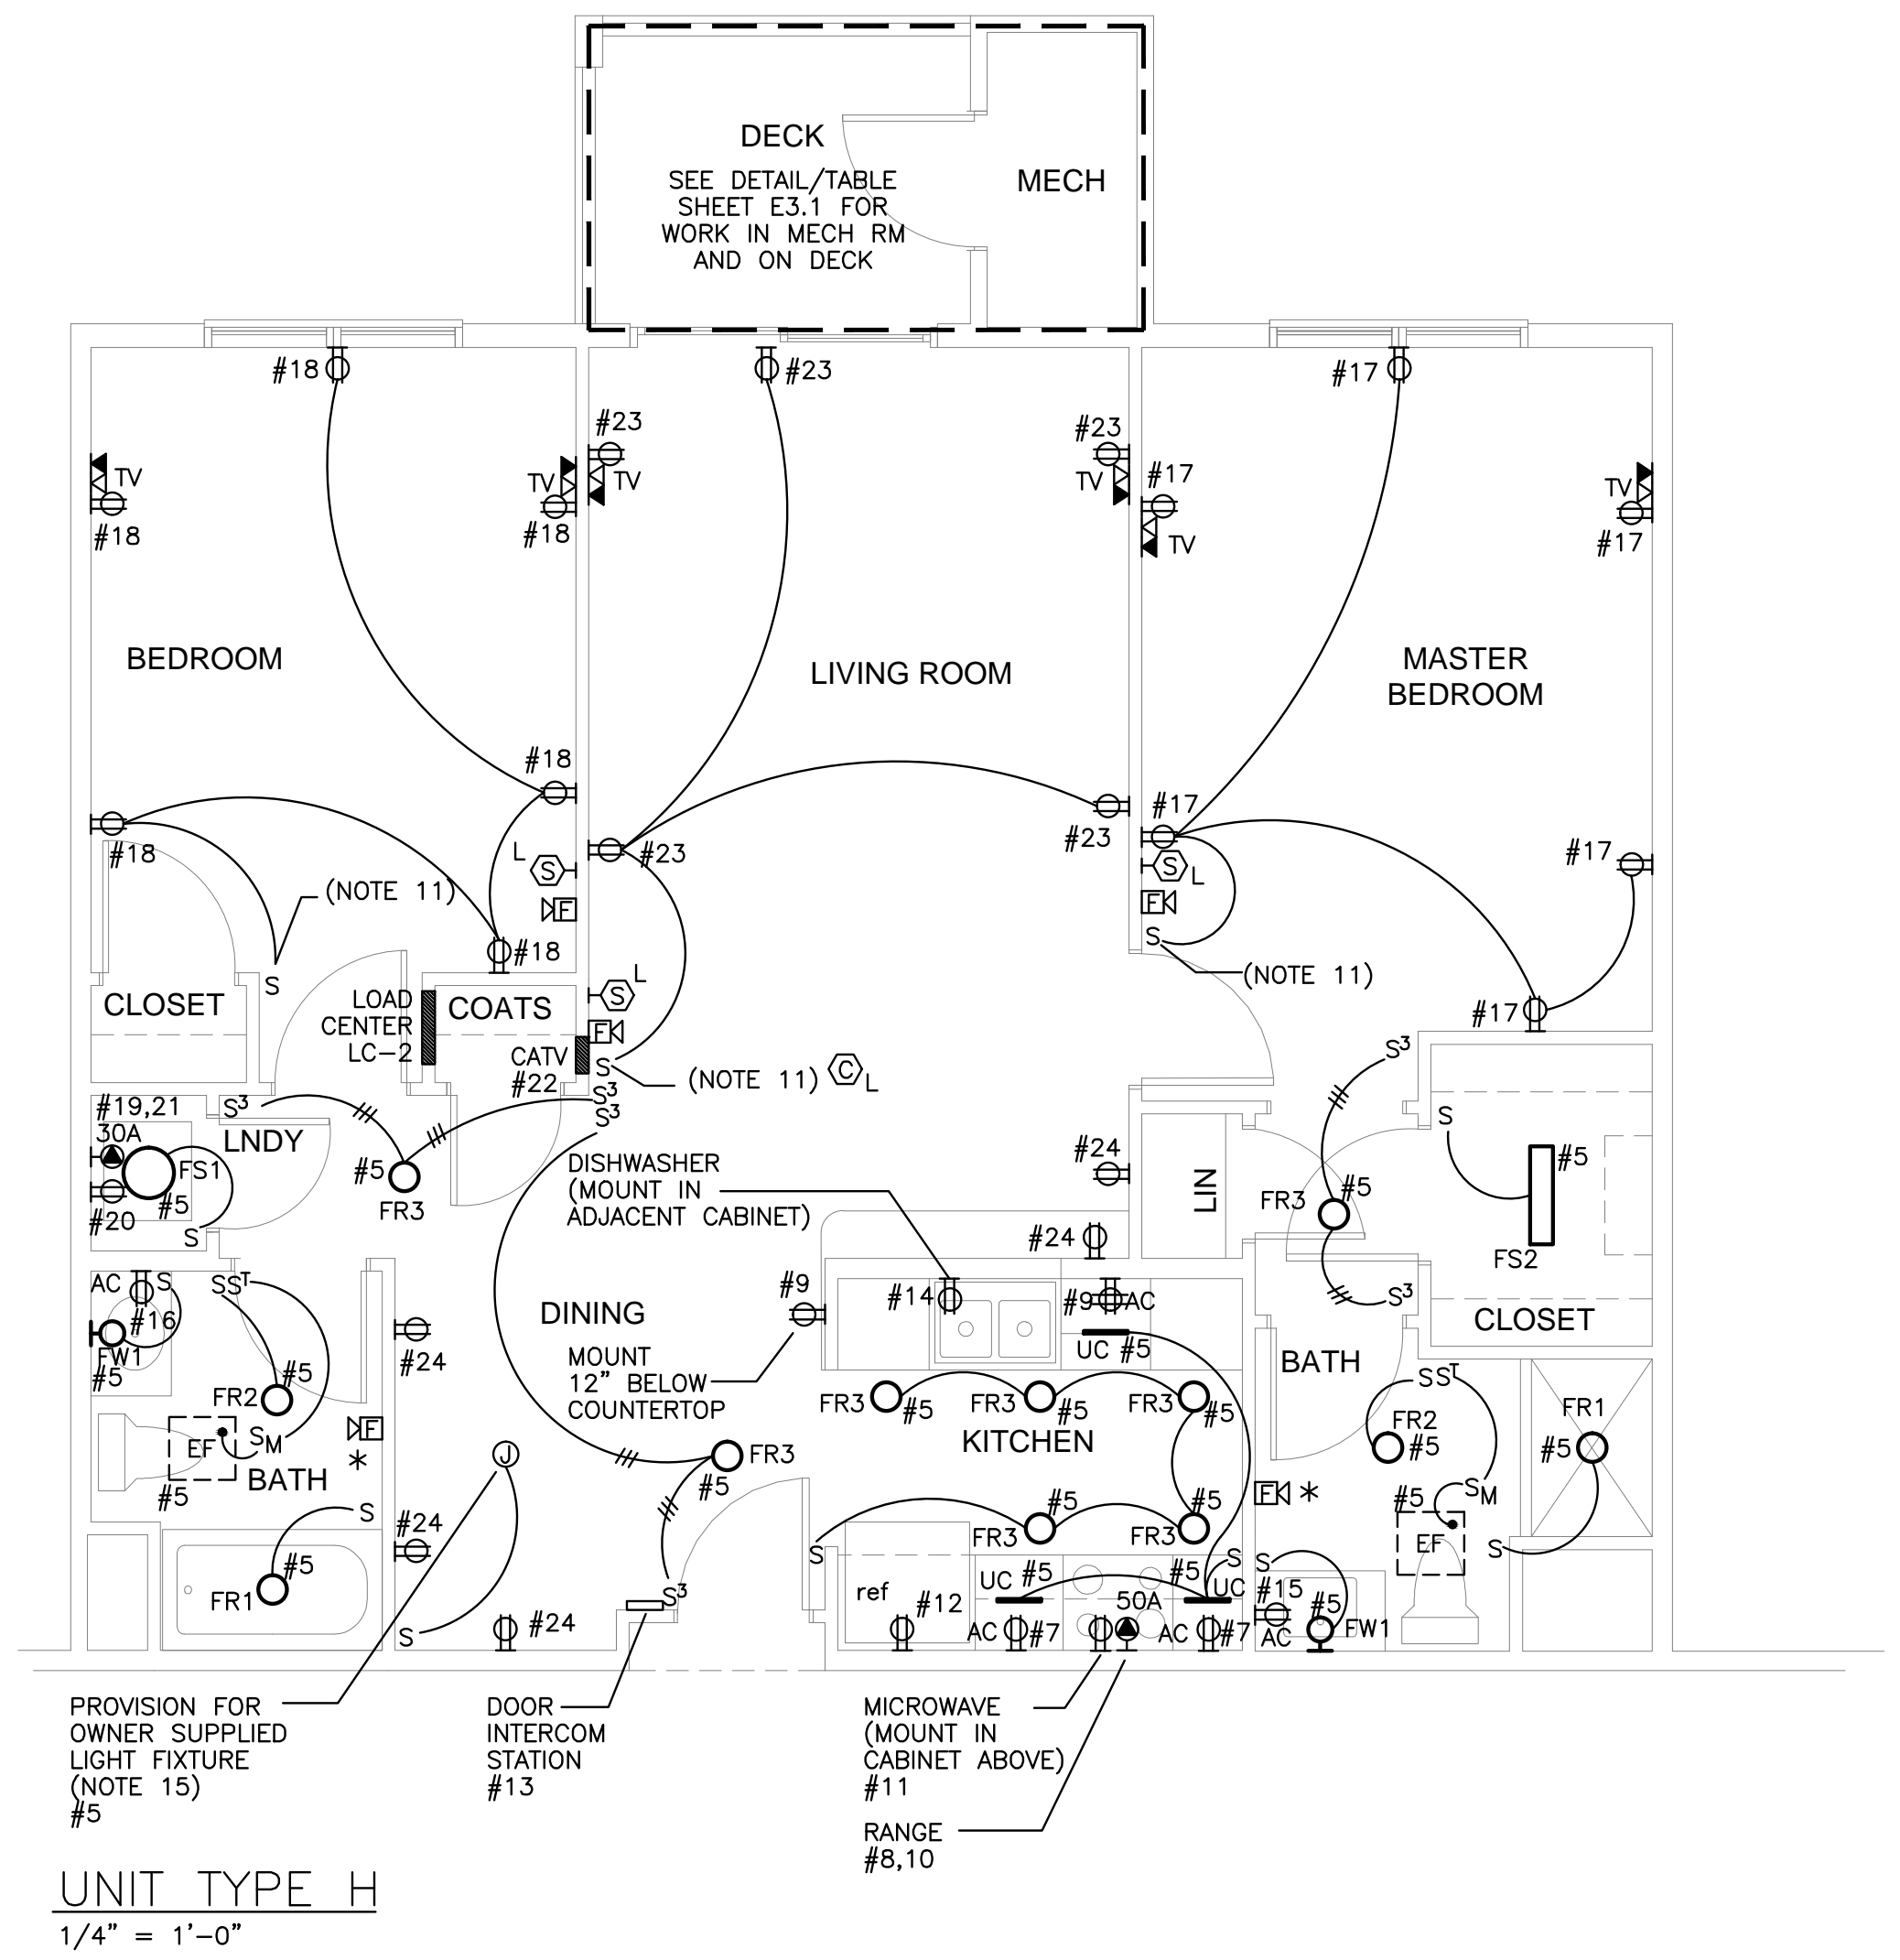 DECK
SEE DETAIL/TABLE
SHEET E3.1 FOR
WORK IN MECH RM
AND ON DECK
MECH
#18
#23
#17
#23
TV
#23
TV
TV
#18
TV
#18
#17
TV
TV
#17
BEDROOM
LIVING ROOM
MASTER
BEDROOM
#18
#18
#23
#23
#17
#17
L
S
F
(NOTE 11)
S
L
F
S
(NOTE 11)
#18
S
CLOSET
LOAD
CENTER
LC-2
COATS
CATV
#22
S
L
F
S
(NOTE 11)
C
L
S3
S3
#17
S3
#19,21
30A
S3
LNDY
FS1
#5
#20
S
#5
FR3
DISHWASHER
(MOUNT IN
ADJACENT CABINET)
#24
#24
LIN
FR3
#5
S3
S
#5
FS2
CLOSET
AC
S
SST
#16
FW1
#5
#24
DINING
#9
#14
#9
AC
UC #5
MOUNT
12" BELOW
COUNTERTOP
BATH
SST
FR2
#5
F
*
SM
EF
BATH
#5
J
FR3
#5
FR3
#5
FR3
#5
FR3
#5
KITCHEN
FR2
#5
FR1
#5
F
*
#5
SM
EF
S
S
#24
#5
FR1
S
#24
S3
S
ref
#12
FR3
#5
FR3
#5
UC
#5
AC
#7
50A
#5
S
UC
AC
#7
S
#15
#5
AC
FW1
PROVISION FOR
OWNER SUPPLIED
LIGHT FIXTURE
(NOTE 15)
#5
DOOR
INTERCOM
STATION
#13
MICROWAVE
(MOUNT IN
CABINET ABOVE)
#11
RANGE
#8,10
UNIT TYPE H
1/4" = 1'-0"